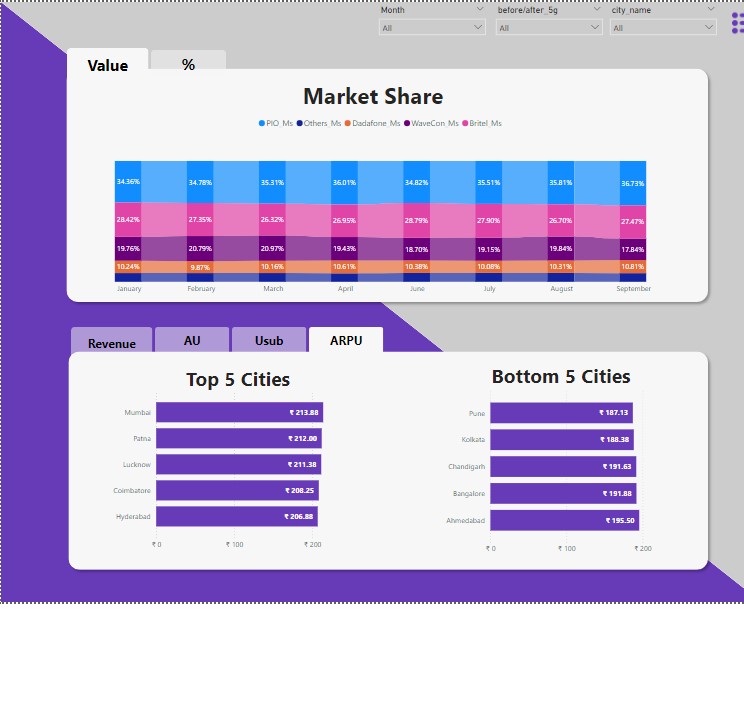 Month before/after_5g city_name
All All All
Value %
Market Share
PIO_Ms Others_Ms Dadafone_Ms WaveCon_Ms Britel_Ms
34.36% 34.78% 35.31% 36.01% 34.82% 35.51% 35.81% 36.73%
28.42% 27.35% 26.32% 26.95% 28.79% 27.90% 26.70% 27.47%
19.76% 20.79% 20.97% 19.43% 18.70% 19.15% 19.84% 17.84%
10.24% 9.87% 10.16% 10.61% 10.38% 10.08% 10.31% 10.81%
January February March April June July August September
Revenue AU Usub ARPU
Top 5 Cities
Mumbai ₹ 213.88
Patna ₹ 212.00
Lucknow ₹ 211.38
Coimbatore ₹ 208.25
Hyderabad ₹ 206.88
₹ 0 ₹ 100 ₹ 200
Bottom 5 Cities
Pune ₹ 187.13
Kolkata ₹ 188.38
Chandigarh ₹ 191.63
Bangalore ₹ 191.88
Ahmedabad ₹ 195.50
₹ 0 ₹ 100 ₹ 200